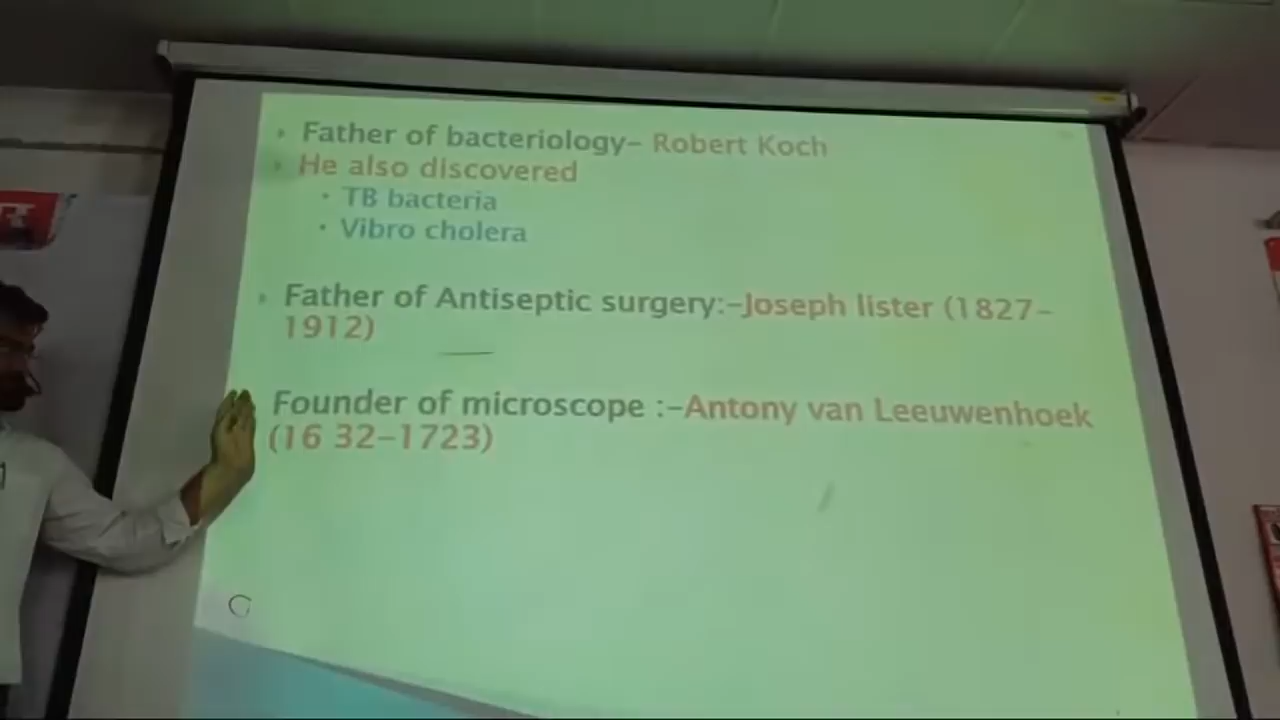 Father of bacteriology– Robert Koch
He also discovered
TB bacteria
Vibro cholera
Father of Antiseptic surgery:–Joseph lister (1827–
1912)
Founder of microscope :–Antony van Leeuwenhoek
(16 32–1723)